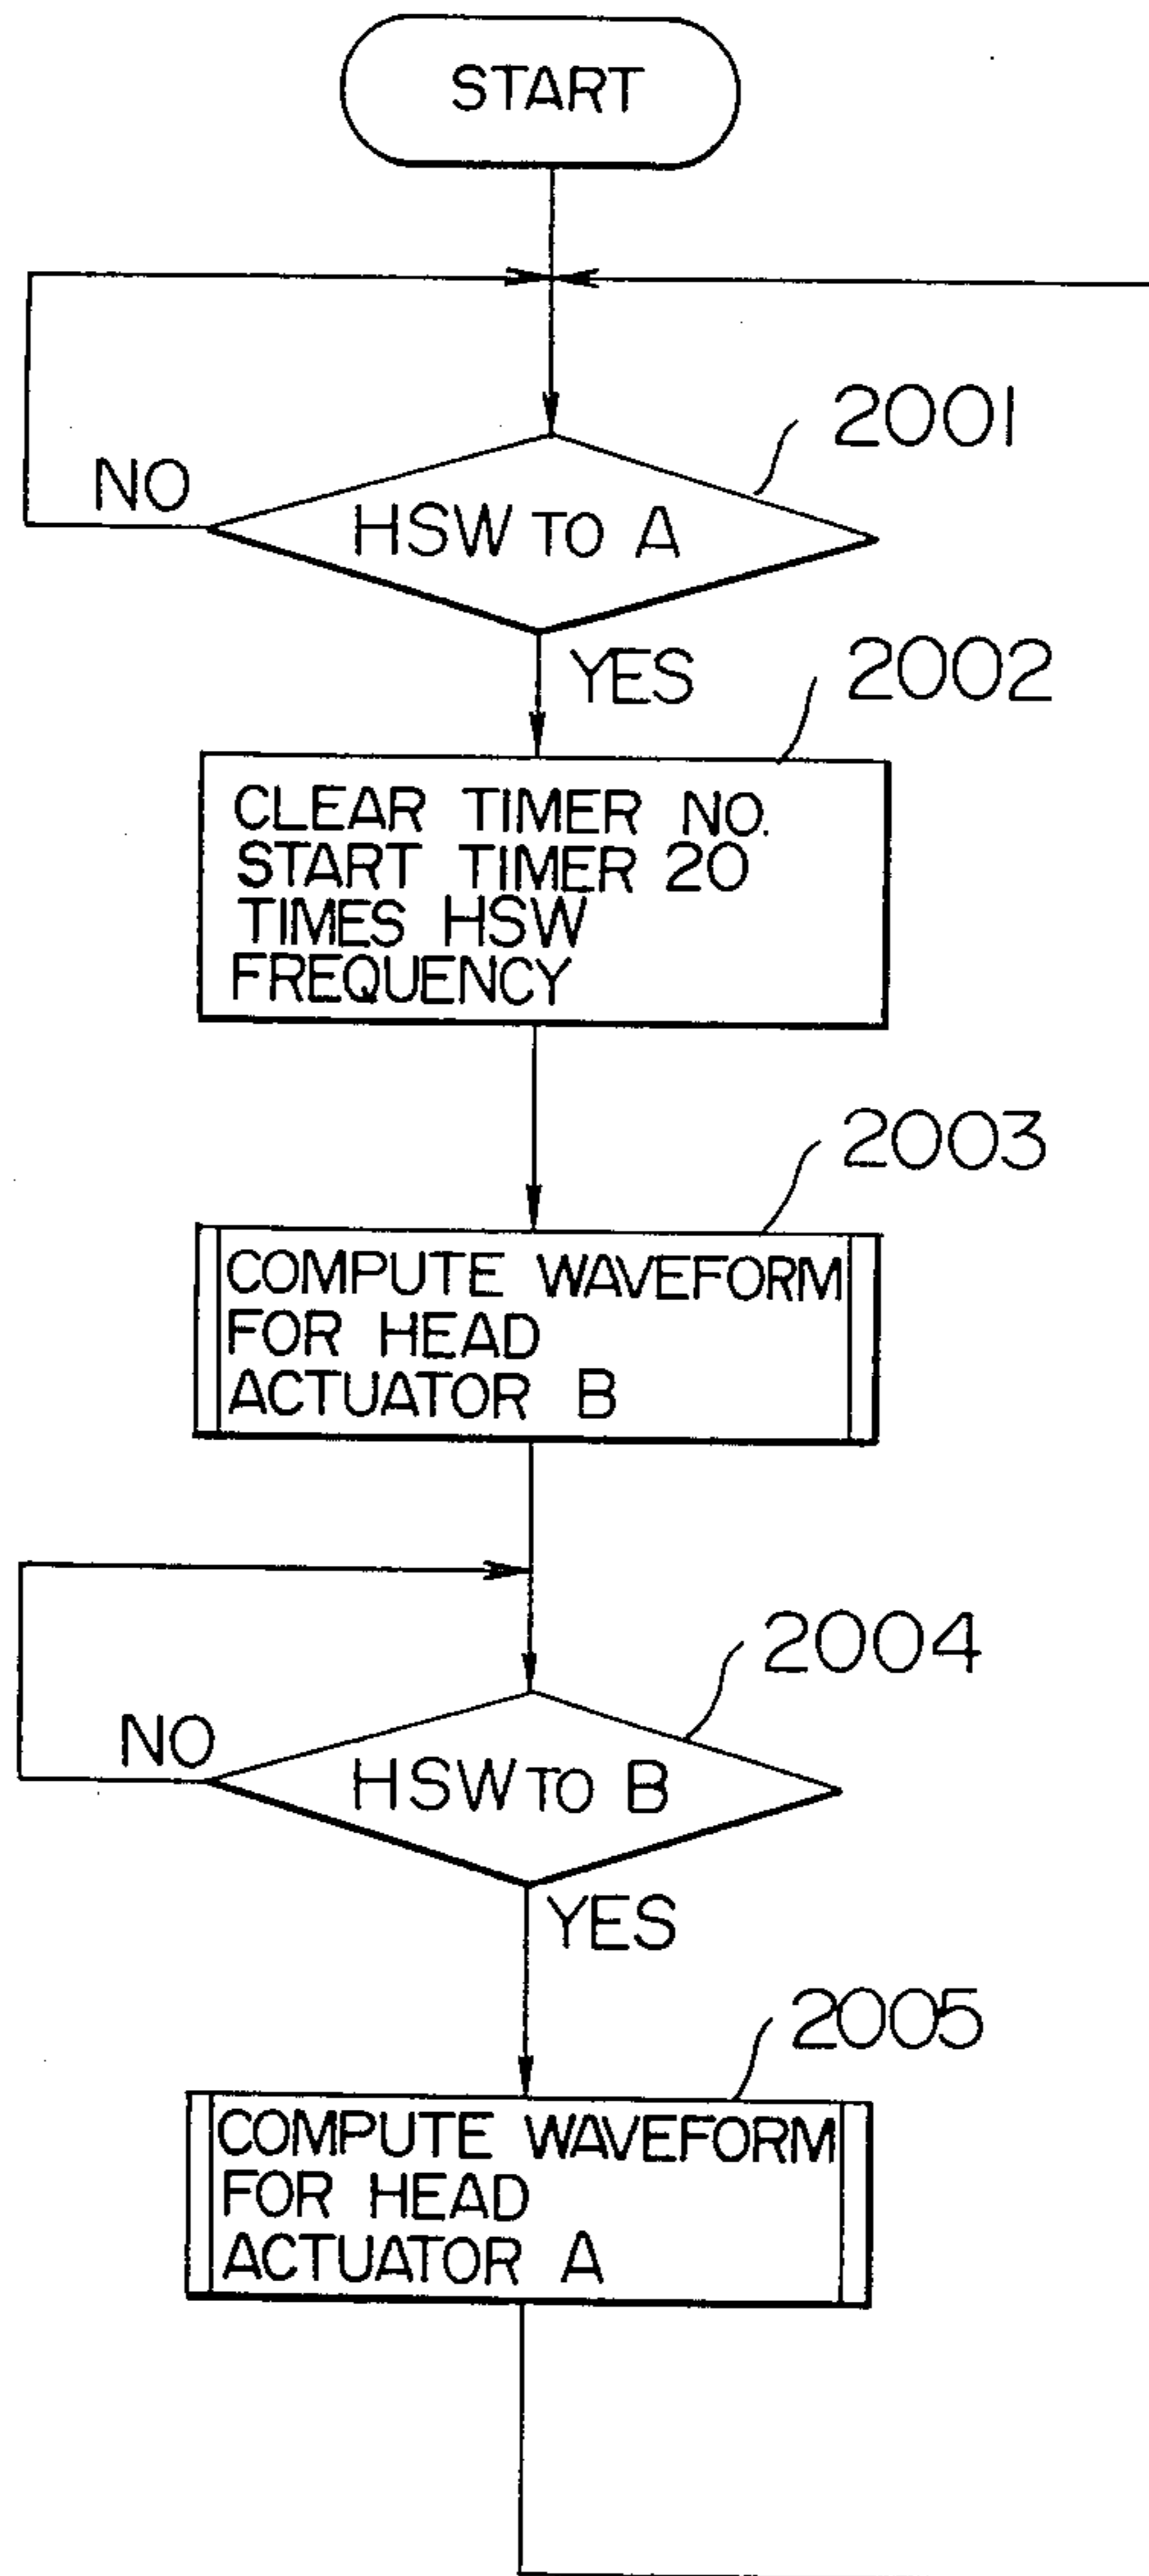 START
2001
NO
HSW TO A
YES
2002
CLEAR TIMER NO.
START TIMER 20
TIMES HSW
FREQUENCY
2003
COMPUTE WAVEFORM
FOR HEAD
ACTUATOR B
2004
NO
HSW TO B
YES
2005
COMPUTE WAVEFORM
FOR HEAD
ACTUATOR A